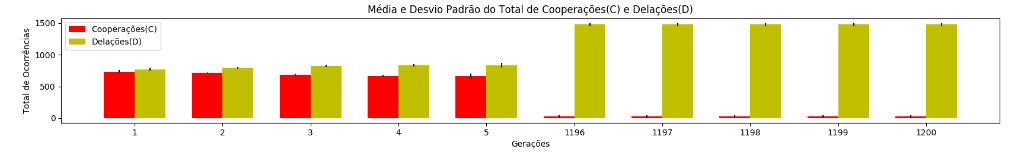 Média e Desvio Padrão do Total de Cooperações(C) e Delações(D)
Total de Ocorrências
1500
1000
500
0
Cooperações(C)
Delações(D)
1 2 3 4 5 1196 1197 1198 1199 1200
Gerações